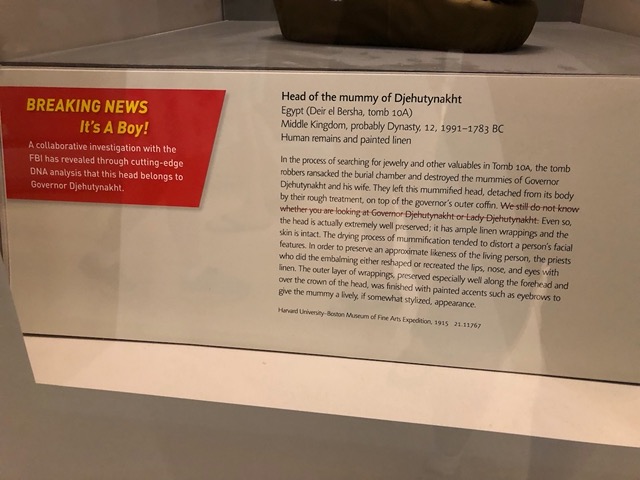 BREAKING NEWS
It's A Boy!
A collaborative investigation with the
FBI has revealed through cutting-edge
DNA analysis that this head belongs to
Governor Djehutynakht.
Head of the mummy of Djehutynakht
Egypt (Deir el Bersha, tomb 10A)
Middle Kingdom, probably Dynasty, 12, 1991–1783 BC
Human remains and painted linen
In the process of searching for jewelry and other valuables in Tomb 10A, the tomb
robbers ransacked the burial chamber and destroyed the mummies of Governor
Djehutynakht and his wife. They left this mummified head, detached from its body
by their rough treatment, on top of the governor's outer coffin. We still do not know
whether you are looking at Governor Djehutynakht or Lady Djehutynakht. Even so,
the head is actually extremely well preserved; it has ample linen wrappings and the
skin is intact. The drying process of mummification tended to distort a person's facial
features. In order to preserve an approximate likeness of the living person, the priests
who did the embalming either reshaped or recreated the lips, nose, and eyes with
linen. The outer layer of wrappings, preserved especially well along the forehead and
over the crown of the head, was finished with painted accents such as eyebrows to
give the mummy a lively, if somewhat stylized, appearance.
Harvard University–Boston Museum of Fine Arts Expedition, 1915 21.11767